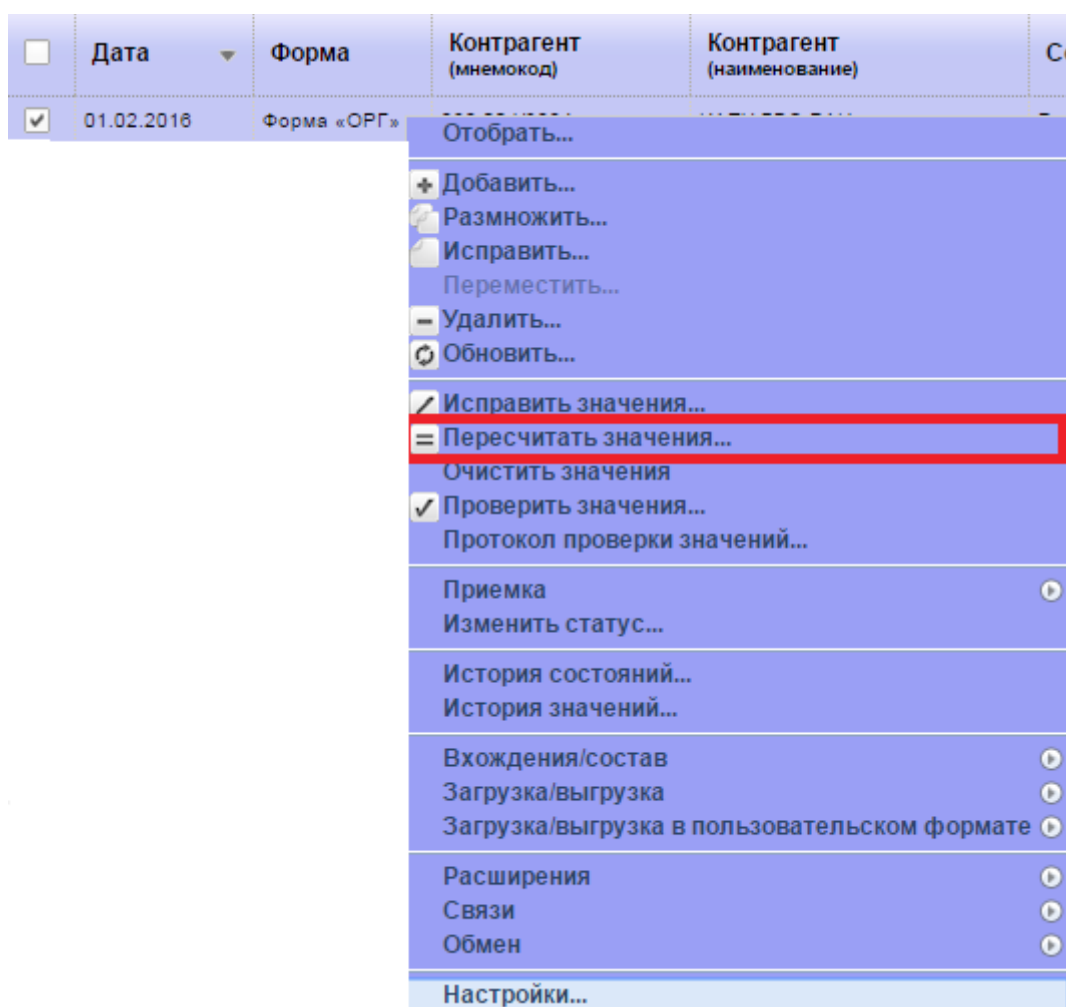 Дата
Форма
Контрагент
(мнемокод)
Контрагент
(наименование)
01.02.2016
Форма «ОРГ»
Отобрать...
Добавить...
Размножить...
Исправить...
Переместить...
Удалить...
Обновить...
Исправить значения...
Пересчитать значения...
Очистить значения
Проверить значения...
Протокол проверки значений...
Приемка
Изменить статус...
История состояний...
История значений...
Вхождения/состав
Загрузка/выгрузка
Загрузка/выгрузка в пользовательском формате
Расширения
Связи
Обмен
Настройки...